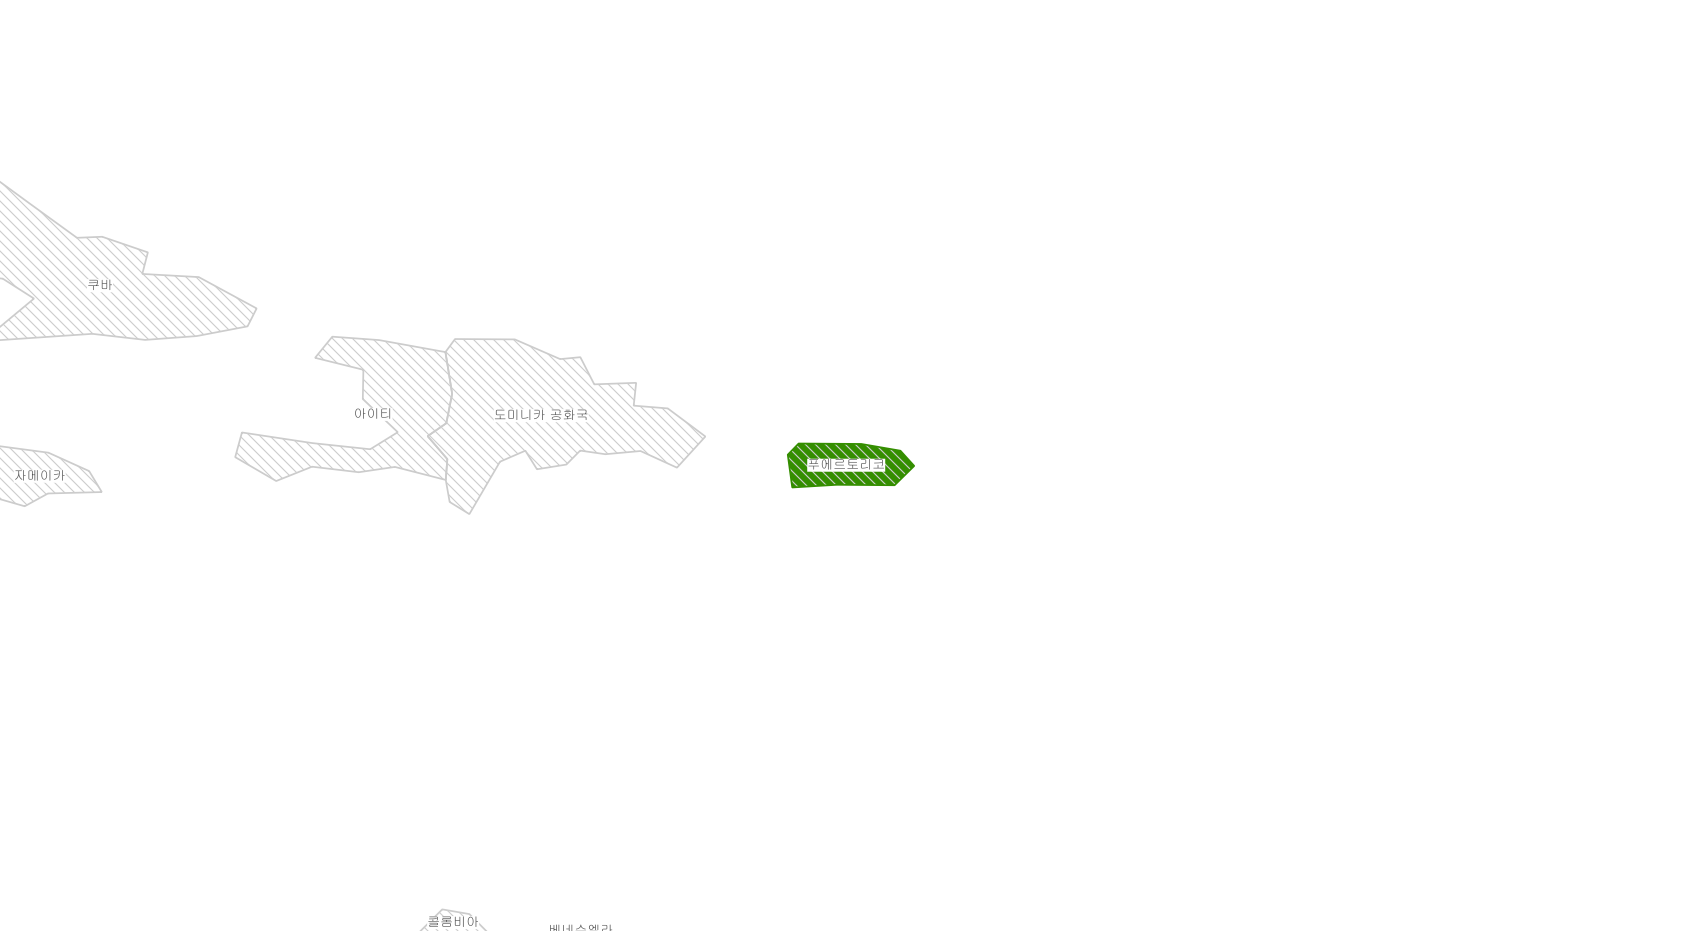 쿠바
아이티
도미니카 공화국
푸에르토리코
자메이카
콜롬비아
베네수엘라